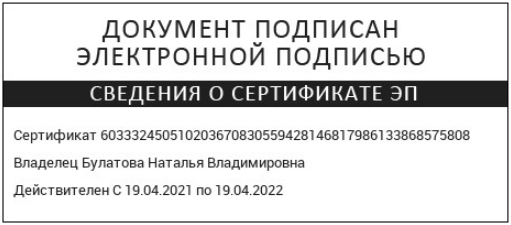 ДОКУМЕНТ ПОДПИСАН
ЭЛЕКТРОННОЙ ПОДПИСЬЮ
СВЕДЕНИЯ О СЕРТИФИКАТЕ ЭП
Сертификат 603332450510203670830559428146817986133868575808
Владелец Булатова Наталья Владимировна
Действителен С 19.04.2021 по 19.04.2022